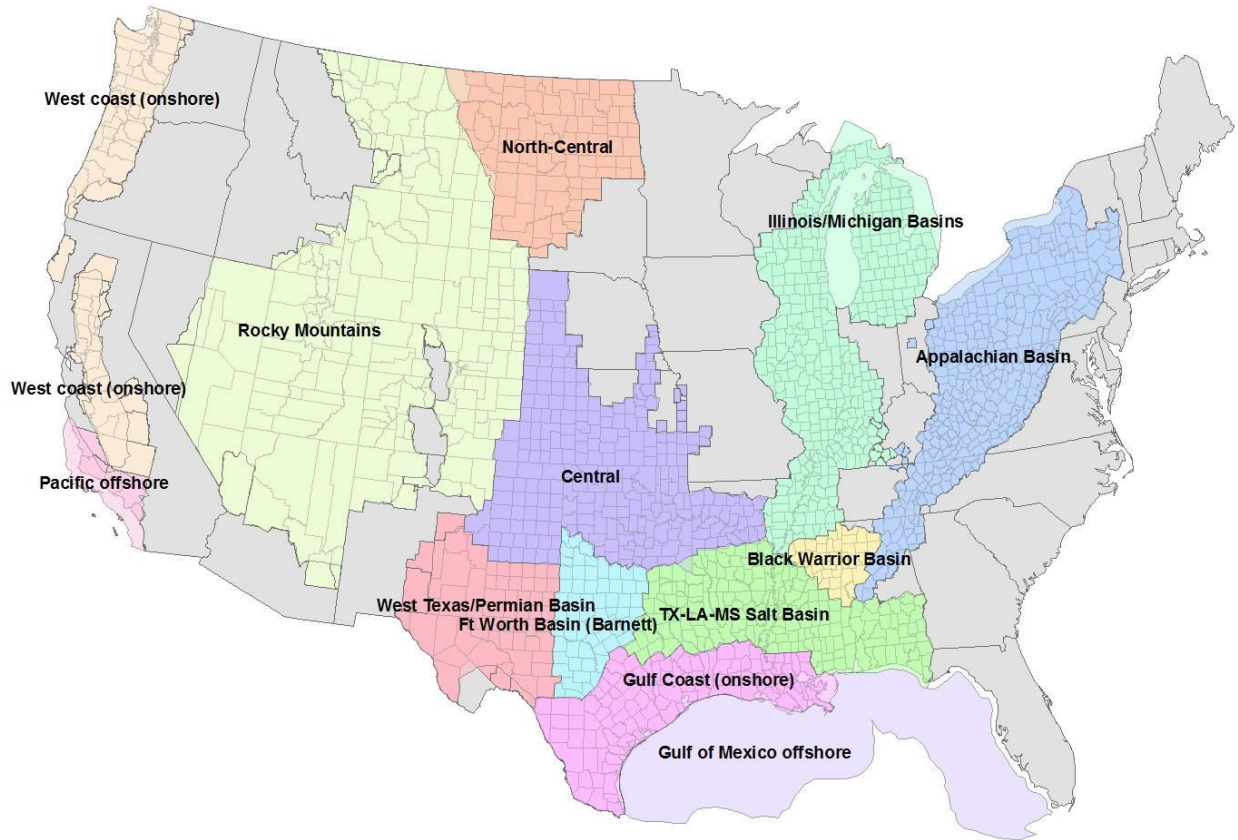 West coast (onshore)
North-Central
Illinois/Michigan Basins
Rocky Mountains
Appalachian Basin
West coast (onshore)
Central
Pacific offshore
Black Warrior Basin
West Texas/Permian Basin
TX-LA-MS Salt Basin
Ft Worth Basin (Barnett)
Gulf Coast (onshore)
Gulf of Mexico offshore